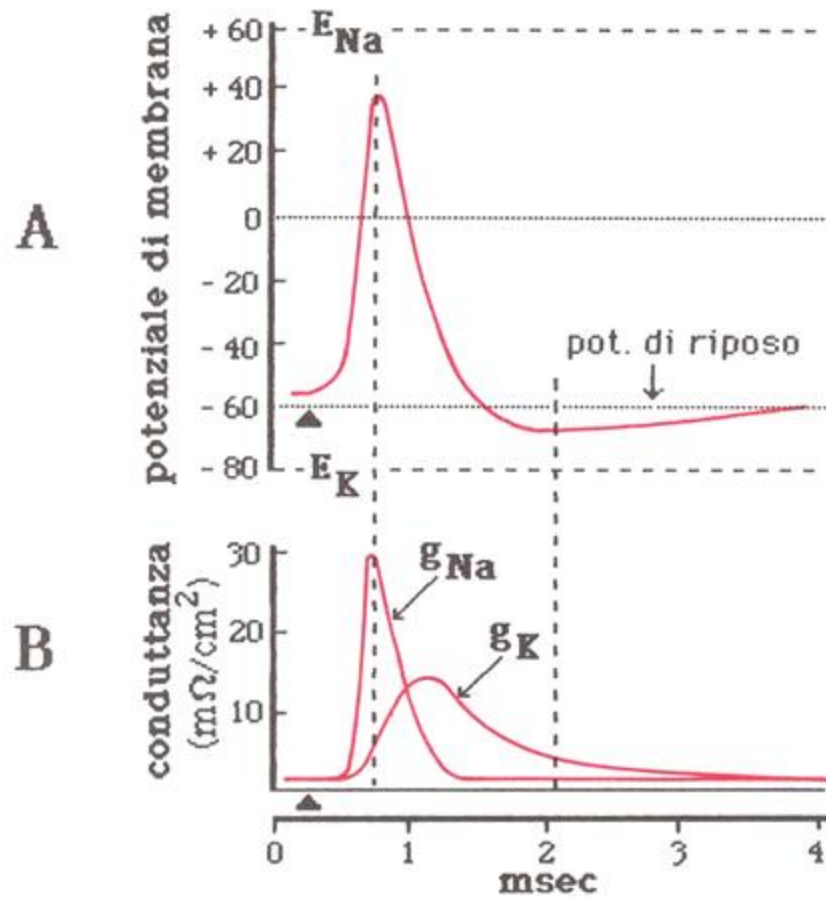 A
potenziale di membrana
+ 60
+ 40
+ 20
0
- 20
- 40
- 60
- 80
E Na
pot. di riposo
E K
B
conduttanza
(mΩ/cm²)
30
20
10
g Na
g K
0 1 2 3 4
msec